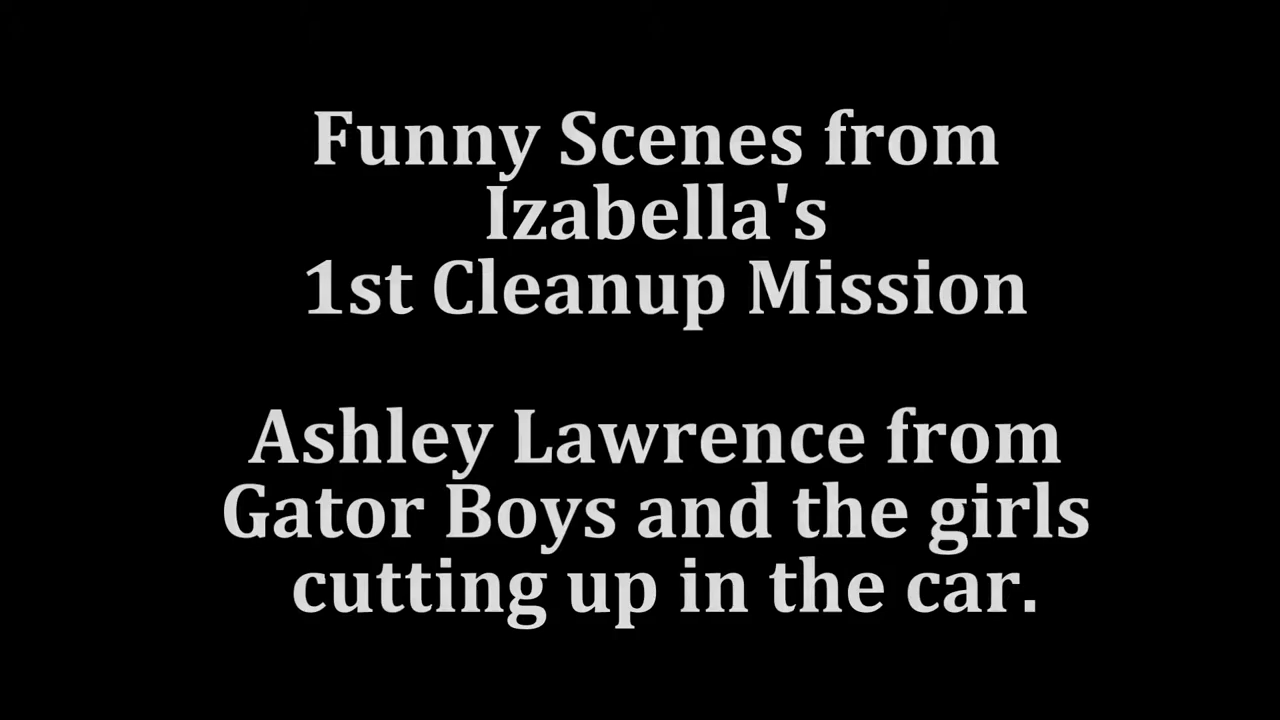 Funny Scenes from
Izabella's
1st Cleanup Mission
Ashley Lawrence from
Gator Boys and the girls
cutting up in the car.